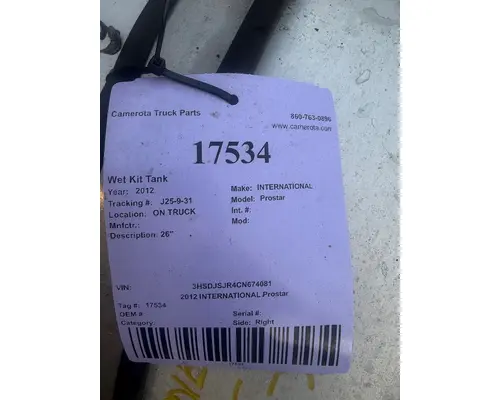 Camerota Truck Parts 860-763-0896
www.camerota.com
17534
Wet Kit Tank
Year: 2012 Make: INTERNATIONAL
Tracking #: J25-9-31 Model: Prostar
Location: ON TRUCK Int. #:
Mnfctr.: Mod:
Description: 26"
VIN: 3HSDJSJR4CN674081
2012 INTERNATIONAL Prostar
Tag #: 17534
OEM #: Serial #:
Category: Side: Right